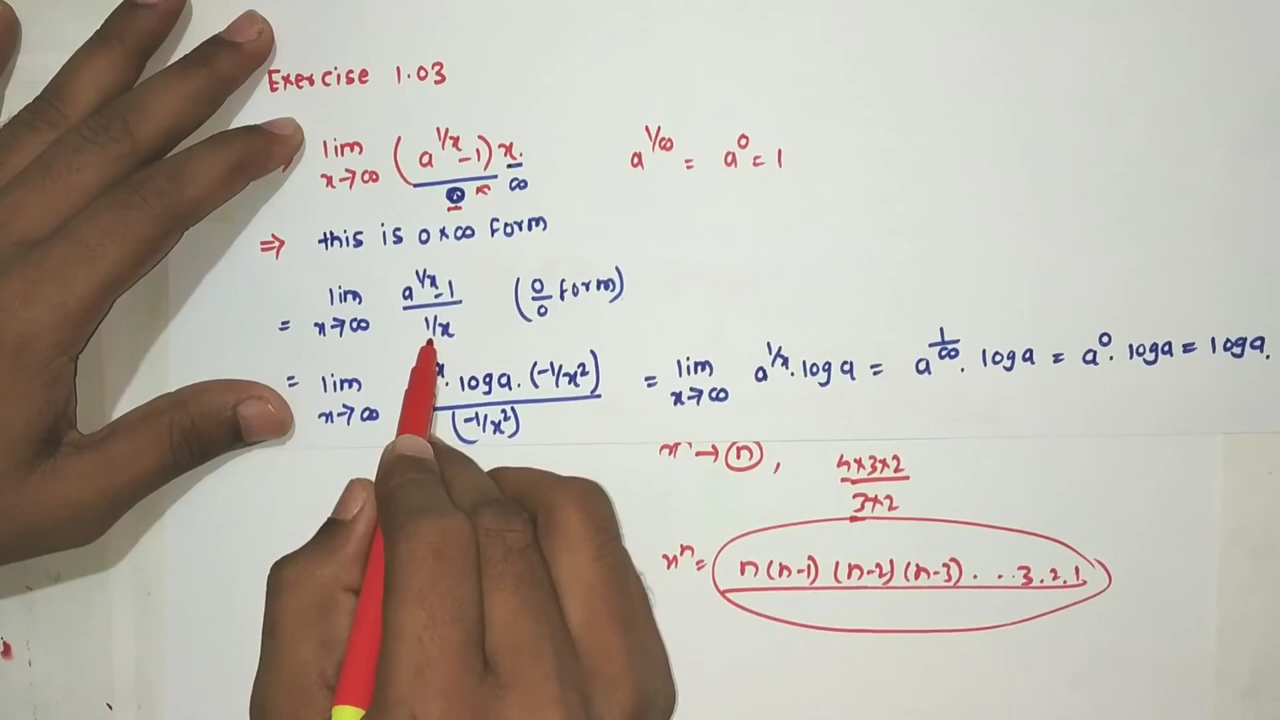 Exercise 1.03
lim x→∞ (a^1/x -1) x. a^1/∞ = a^0 = 1
0 × ∞
⇒ this is 0×∞ form
= lim x→∞ a^1/x -1 / 1/x (0/0 form)
= lim x→∞ x . log a . (-1/x²) / (-1/x²) = lim x→∞ a^1/x . log a = a^1/∞ . log a = a^0 . log a = log a.
→ n , 4×3×2 / 3×2
x^n = n(n-1) (n-2) (n-3) . . . 3.2.1